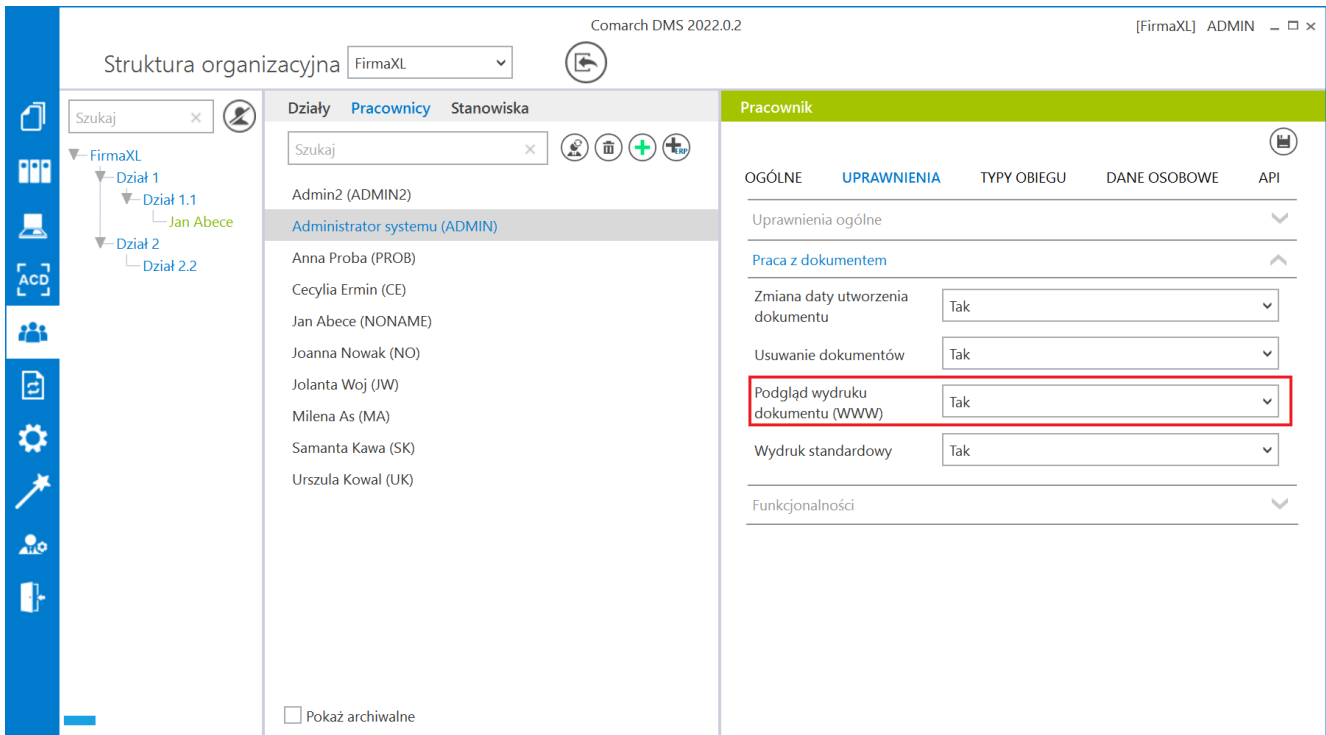 Comarch DMS 2022.0.2
[FirmaXL] ADMIN
Struktura organizacyjna FirmaXL
ACD
Szukaj
FirmaXL
Dział 1
Dział 1.1
Jan Abece
Dział 2
Dział 2.2
Działy Pracownicy Stanowiska
Szukaj
ERP
Admin2 (ADMIN2)
Administrator systemu (ADMIN)
Anna Proba (PROB)
Cecylia Ermin (CE)
Jan Abece (NONAME)
Joanna Nowak (NO)
Jolanta Woj (JW)
Milena As (MA)
Samanta Kawa (SK)
Urszula Kowal (UK)
Pokaż archiwalne
Pracownik
OGÓLNE UPRAWNIENIA TYPY OBIEGU DANE OSOBOWE API
Uprawnienia ogólne
Praca z dokumentem
Zmiana daty utworzenia
dokumentu
Tak
Usuwanie dokumentów Tak
Podgląd wydruku
dokumentu (WWW)
Tak
Wydruk standardowy Tak
Funkcjonalności